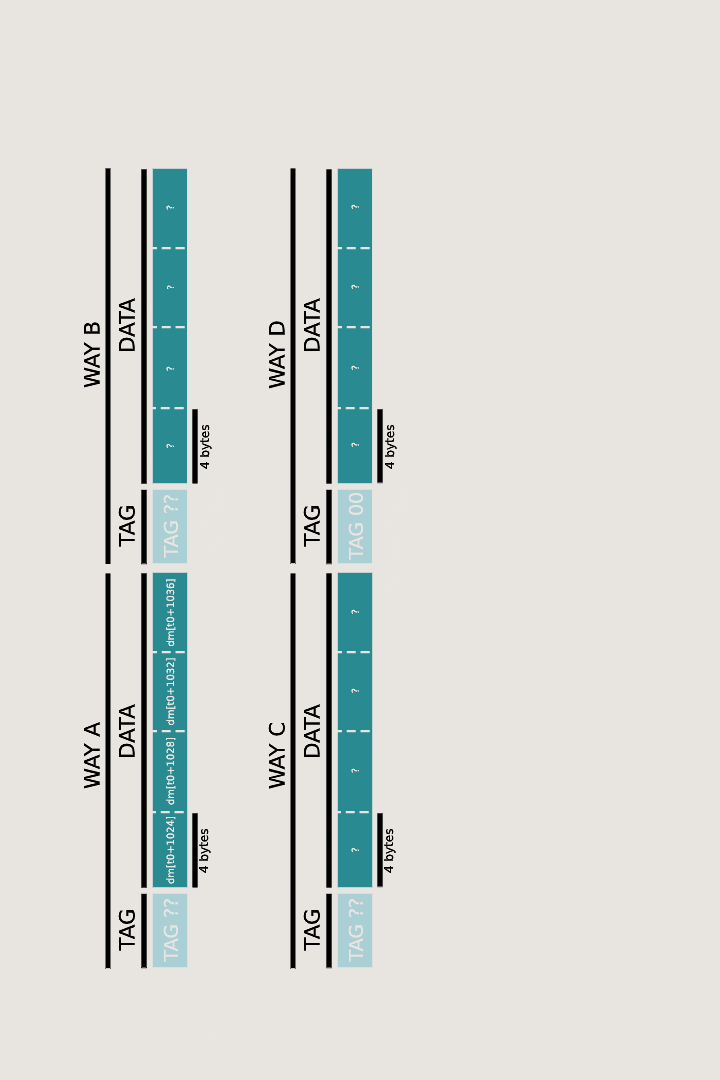 WAY A
WAY B
TAG
DATA
TAG
DATA
TAG ??
dm[t0+1024]
dm[t0+1028]
dm[t0+1032]
dm[t0+1036]
TAG ??
?
?
?
?
4 bytes
4 bytes
WAY C
WAY D
TAG
DATA
TAG
DATA
TAG ??
?
?
?
?
TAG 00
?
?
?
?
4 bytes
4 bytes